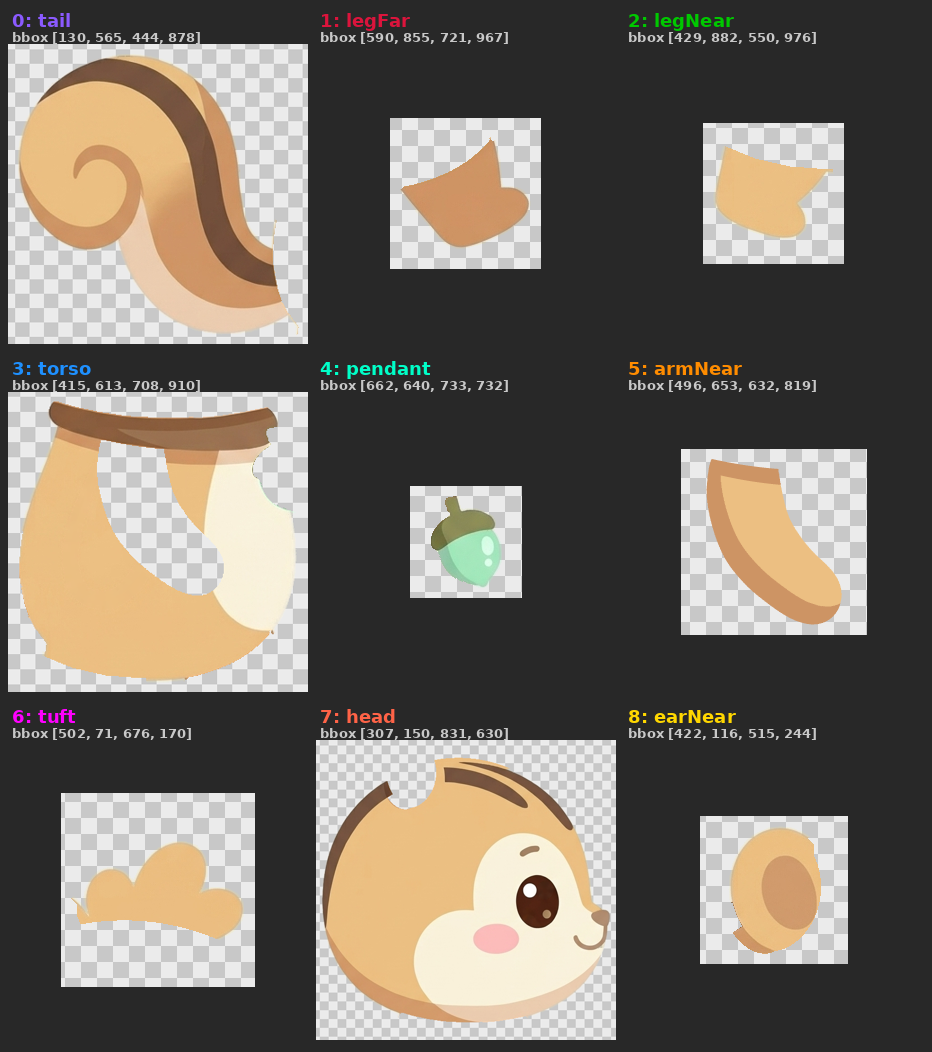 0: tail
bbox [130, 565, 444, 878]
1: legFar
bbox [590, 855, 721, 967]
2: legNear
bbox [429, 882, 550, 976]
3: torso
bbox [415, 613, 708, 910]
4: pendant
bbox [662, 640, 733, 732]
5: armNear
bbox [496, 653, 632, 819]
6: tuft
bbox [502, 71, 676, 170]
7: head
bbox [307, 150, 831, 630]
8: earNear
bbox [422, 116, 515, 244]